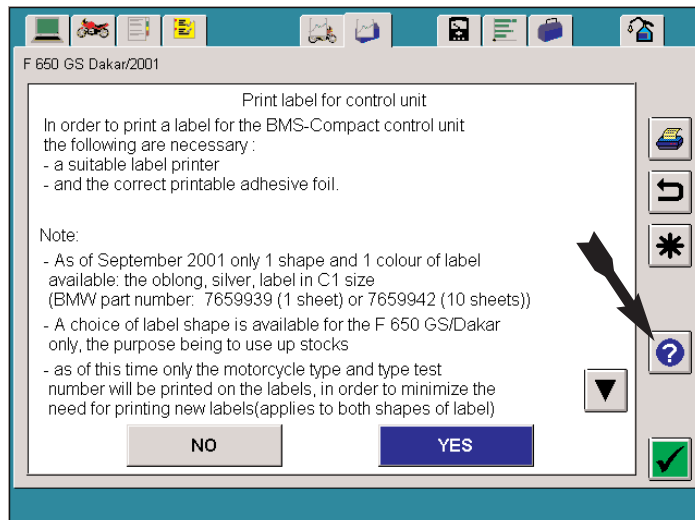 F 650 GS Dakar/2001
Print label for control unit
In order to print a label for the BMS-Compact control unit
the following are necessary :
- a suitable label printer
- and the correct printable adhesive foil.
Note:
- As of September 2001 only 1 shape and 1 colour of label
available: the oblong, silver, label in C1 size
(BMW part number: 7659939 (1 sheet) or 7659942 (10 sheets))
- A choice of label shape is available for the F 650 GS/Dakar
only, the purpose being to use up stocks
- as of this time only the motorcycle type and type test
number will be printed on the labels, in order to minimize the
need for printing new labels(applies to both shapes of label)
NO YES
?